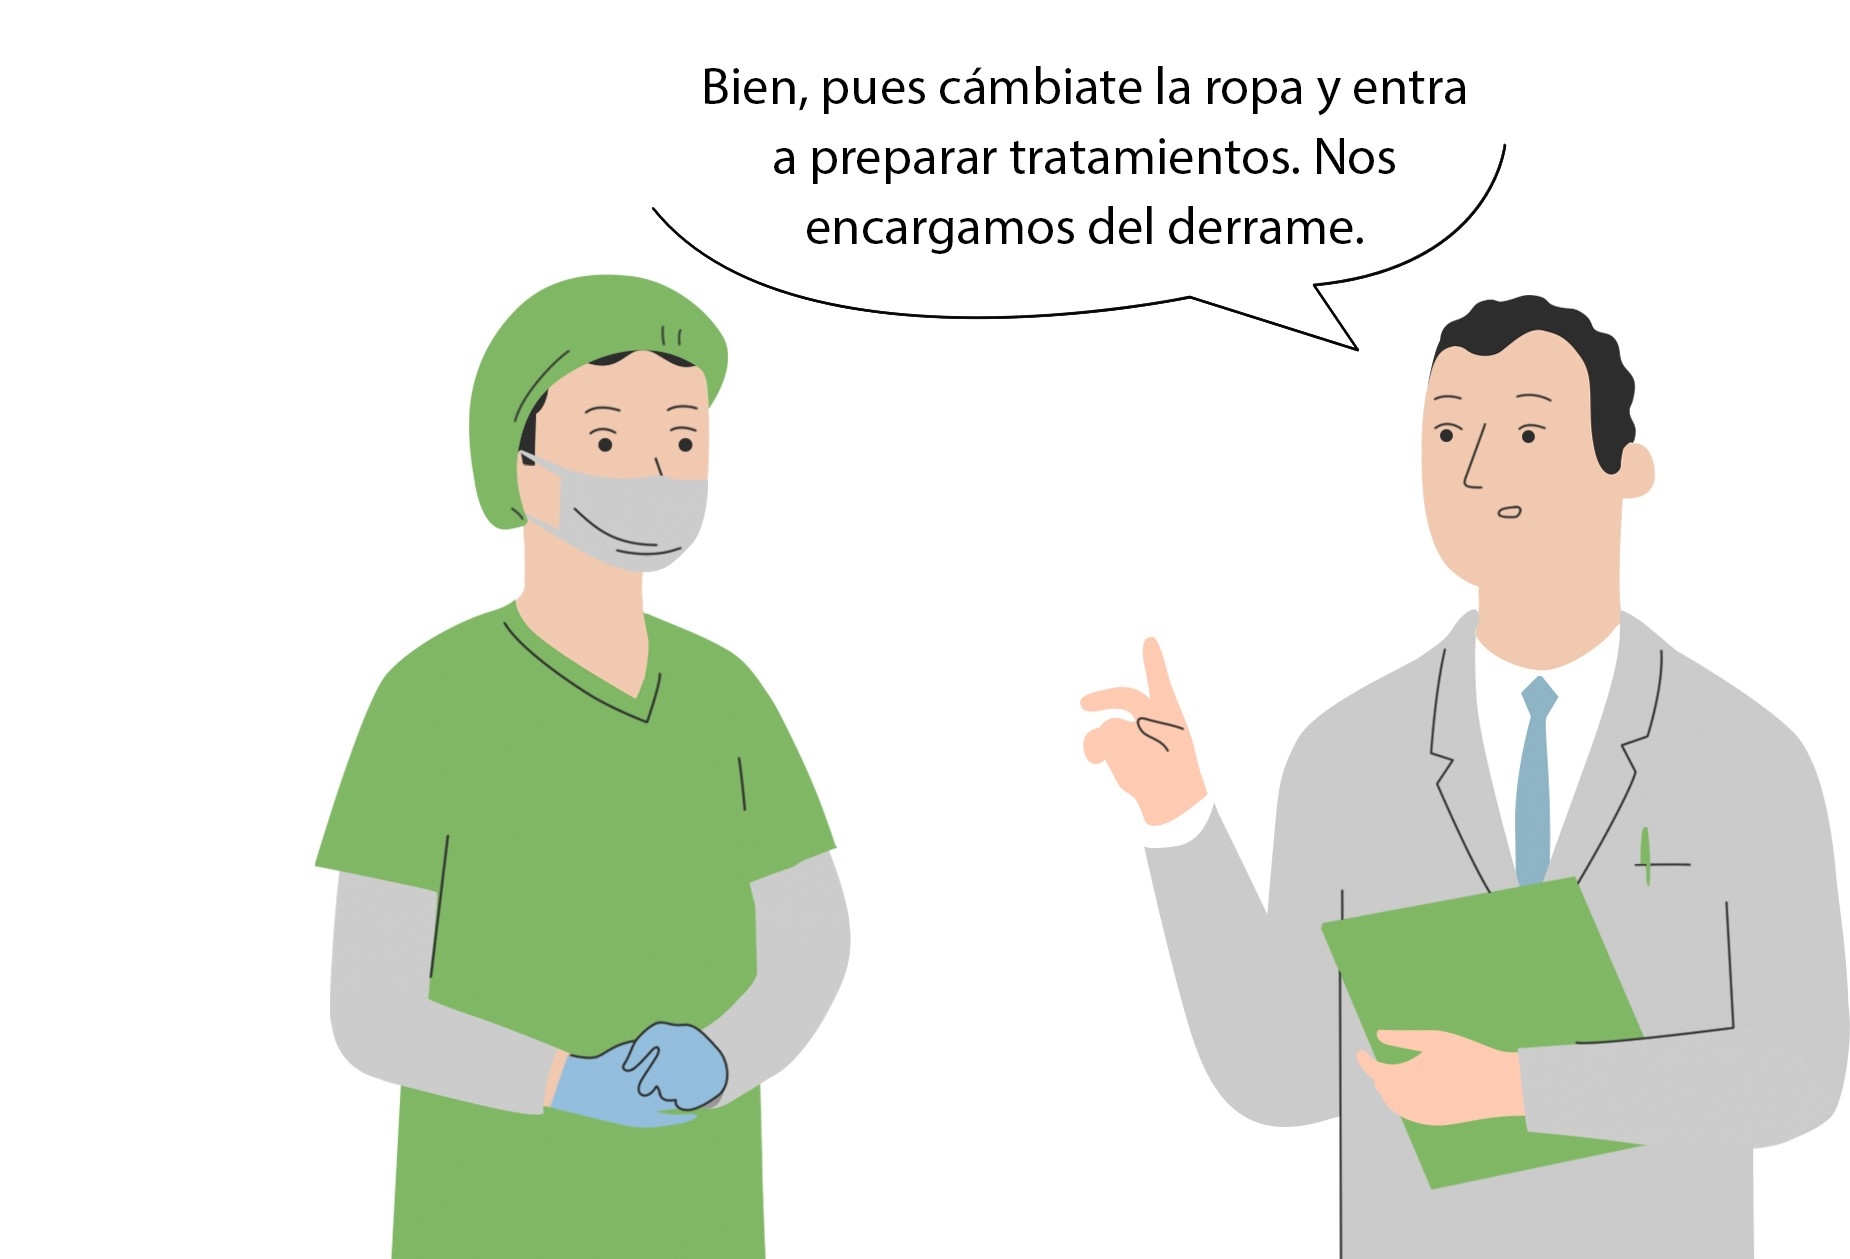 Bien, pues cámbiate la ropa y entra
a preparar tratamientos. Nos
encargamos del derrame.